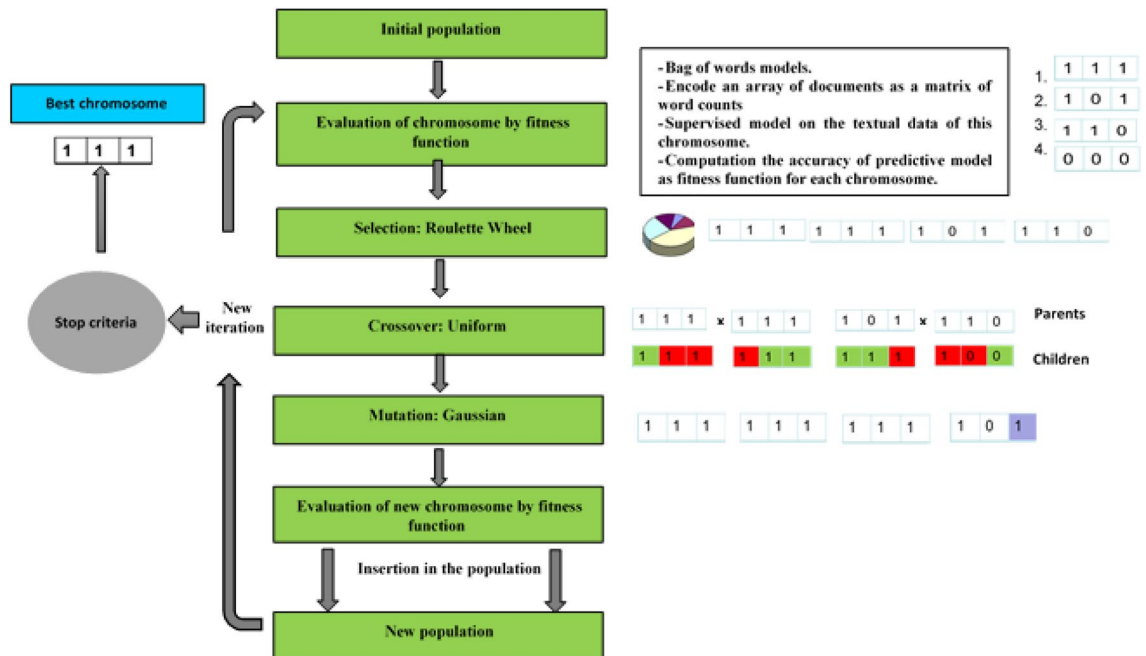 Initial population
Best chromosome
1 1 1
Evaluation of chromosome by fitness
function
-Bag of words models.
-Encode an array of documents as a matrix of
word counts
-Supervised model on the textual data of this
chromosome.
-Computation the accuracy of predictive model
as fitness function for each chromosome.
1. 1 1 1
2. 1 0 1
3. 1 1 0
4. 0 0 0
Selection: Roulette Wheel
1 1 1 1 1 1 1 0 1 1 1 0
Stop criteria
New
iteration
Crossover: Uniform
1 1 1 x 1 1 1 1 0 1 x 1 1 0 Parents
1 1 1 1 1 1 1 1 1 1 0 0 Children
Mutation: Gaussian
1 1 1 1 1 1 1 1 1 1 0 1
Evaluation of new chromosome by fitness
function
Insertion in the population
New population